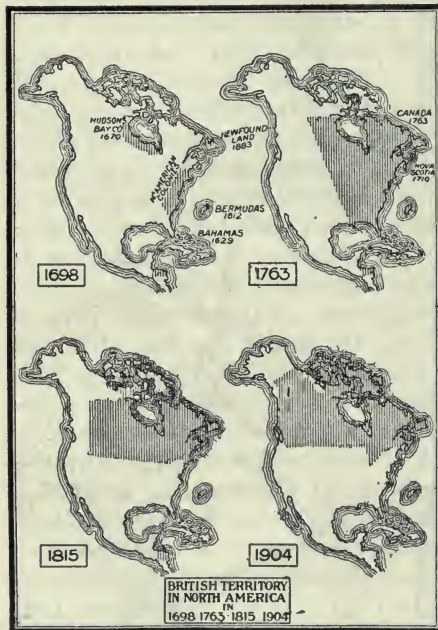 HUDSONS
BAY CO
1670
NEWFOUND
LAND
1883
AMERICAN
COLONIES
BERMUDAS
1612
BAHAMAS
1629
1698
CANADA
1763
NOVA
SCOTIA
1710
1763
1815
1904
BRITISH TERRITORY
IN NORTH AMERICA
IN
1698 1763·1815 1904